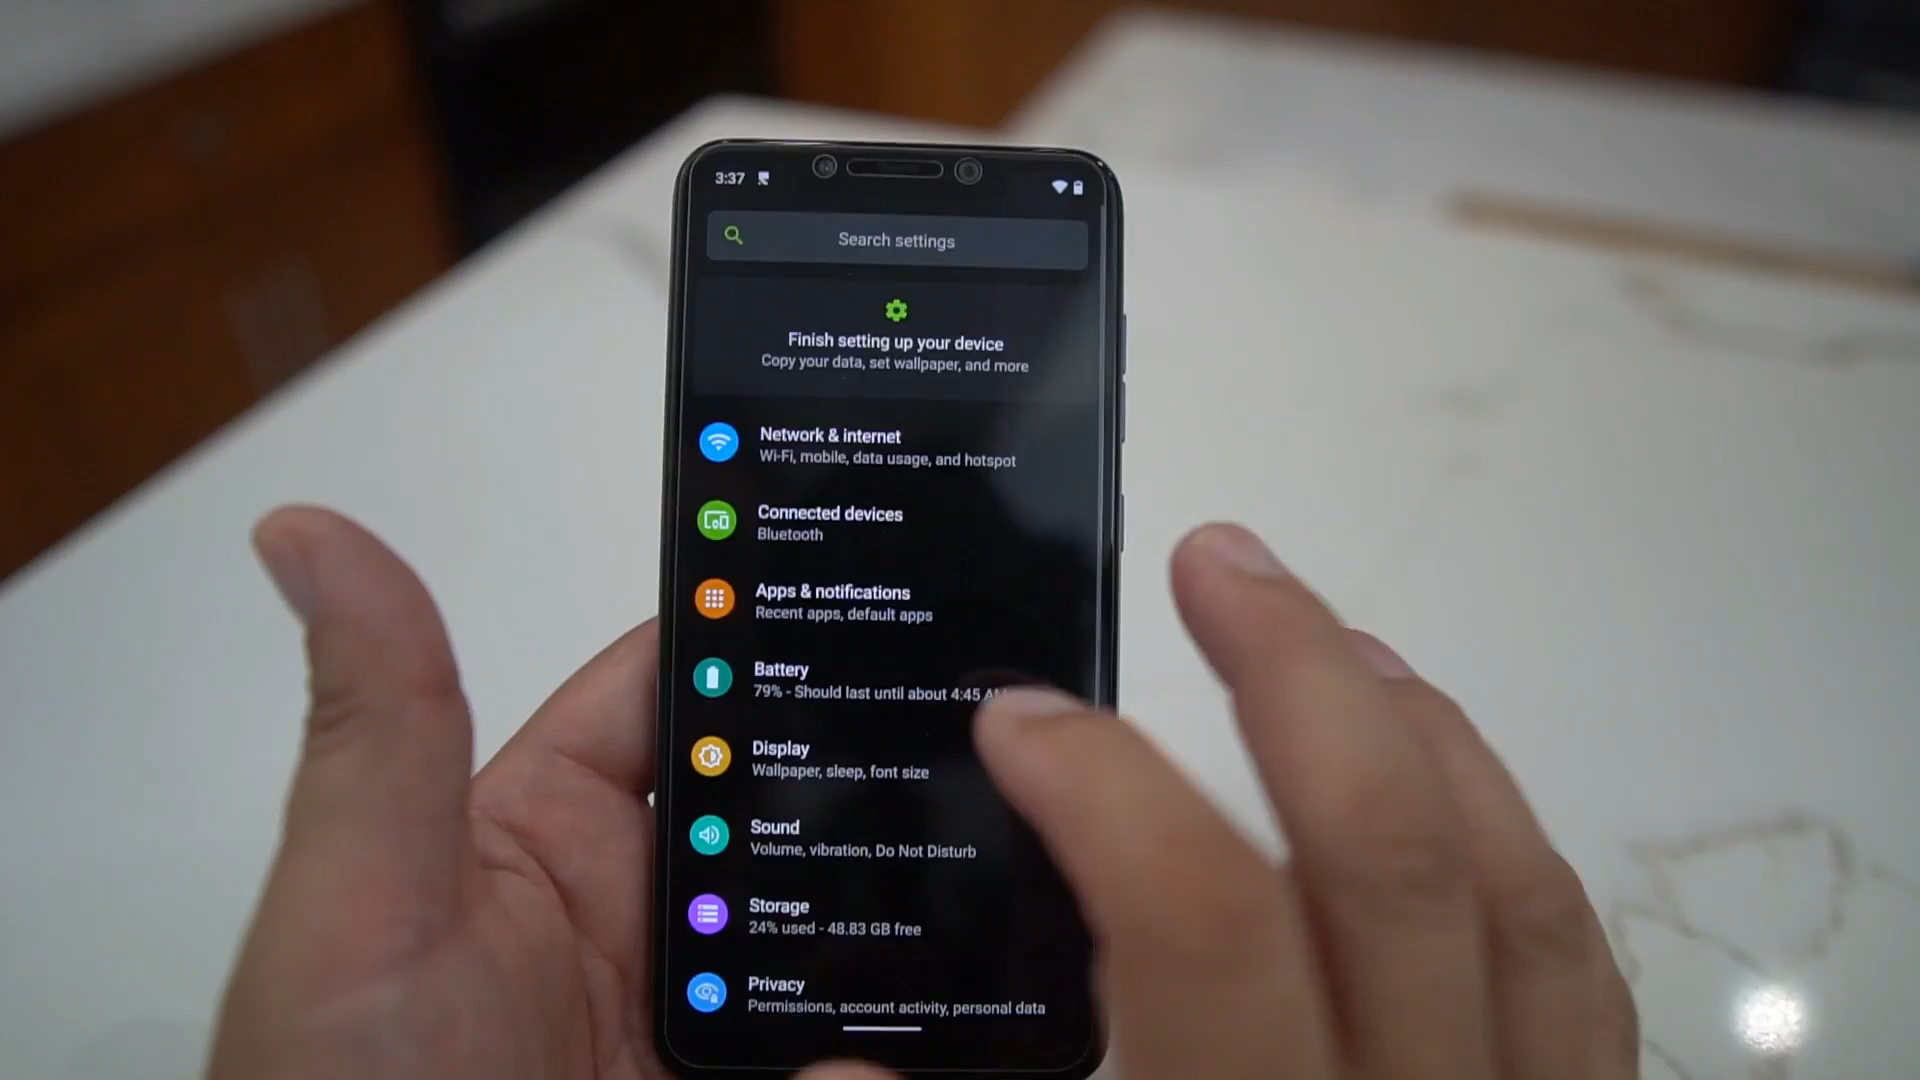 3:37
Search settings
Finish setting up your device
Copy your data, set wallpaper, and more
Network & internet
Wi-Fi, mobile, data usage, and hotspot
Connected devices
Bluetooth
Apps & notifications
Recent apps, default apps
Battery
79% - Should last until about 4:45 AM
Display
Wallpaper, sleep, font size
Sound
Volume, vibration, Do Not Disturb
Storage
24% used - 48.83 GB free
Privacy
Permissions, account activity, personal data